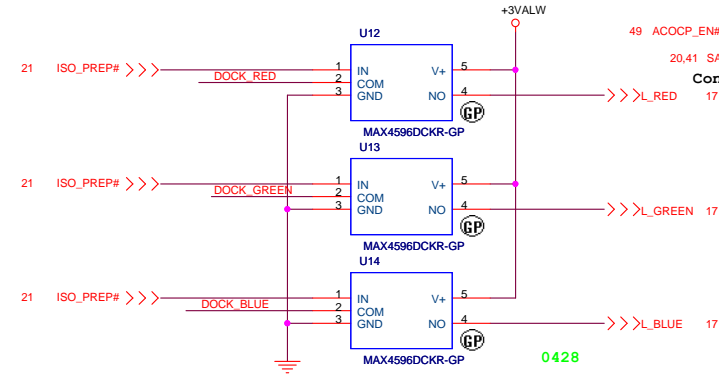 +3VALW
U12
49 ACOCP_EN#
21 ISO_PREP#
1 IN V+ 5
DOCK_RED
2 COM
3 GND NO 4
20,41 SA
Con
L_RED 17
GP
MAX4596DCKR-GP
U13
21 ISO_PREP#
1 IN V+ 5
DOCK_GREEN
2 COM
3 GND NO 4
L_GREEN 17
GP
MAX4596DCKR-GP
U14
21 ISO_PREP#
1 IN V+ 5
DOCK_BLUE
2 COM
3 GND NO 4
L_BLUE 17
GP
MAX4596DCKR-GP
0428